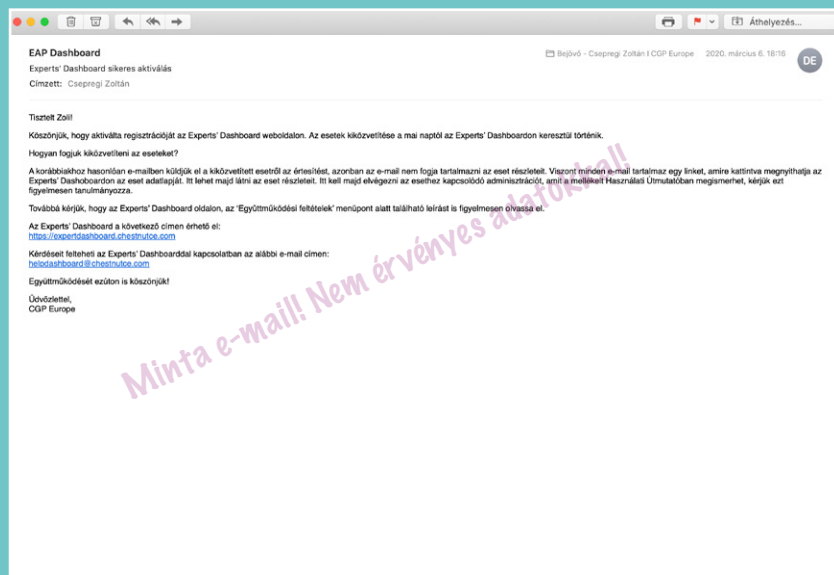 Áthelyezés...
EAP Dashboard
Bejövő - Csepregi Zoltán I CGP Europe 2020. március 6. 18:16
DE
Experts' Dashboard sikeres aktiválás
Címzett: Csepregi Zoltán
Tisztelt Zoli!
Köszönjük, hogy aktiválta regisztrációját az Experts' Dashboard weboldalon. Az esetek kiközvetítése a mai naptól az Experts' Dashboardon keresztül történik.
Hogyan fogjuk kiközvetíteni az eseteket?
A korábbiakhoz hasonlóan e-mailben küldjük el a kiközvetített esetről az értesítést, azonban az e-mail nem fogja tartalmazni az eset részleteit. Viszont minden e-mail tartalmaz egy linket, amire kattintva megnyithatja az
Experts' Dashoboardon az eset adatlapját. Itt lehet majd látni az eset részleteit. Itt kell majd elvégezni az esethez kapcsolódó adminisztrációt, amit a mellékelt Használati Útmutatóban megismerhet, kérjük ezt
figyelmesen tanulmányozza.
Továbbá kérjük, hogy az Experts' Dashboard oldalon, az 'Együttműködési feltételek' menüpont alatt található leírást is figyelmesen olvassa el.
Az Experts' Dashboard a következő címen érhető el:
https://expertdashboard.chestnutce.com
Kérdéseit felteheti az Experts' Dashboarddal kapcsolatban az alábbi e-mail címen:
helpdashboard@chestnutce.com
Együttműködését ezúton is köszönjük!
Üdvözlettel,
CGP Europe
Minta e-mail! Nem érvényes adatokkal!